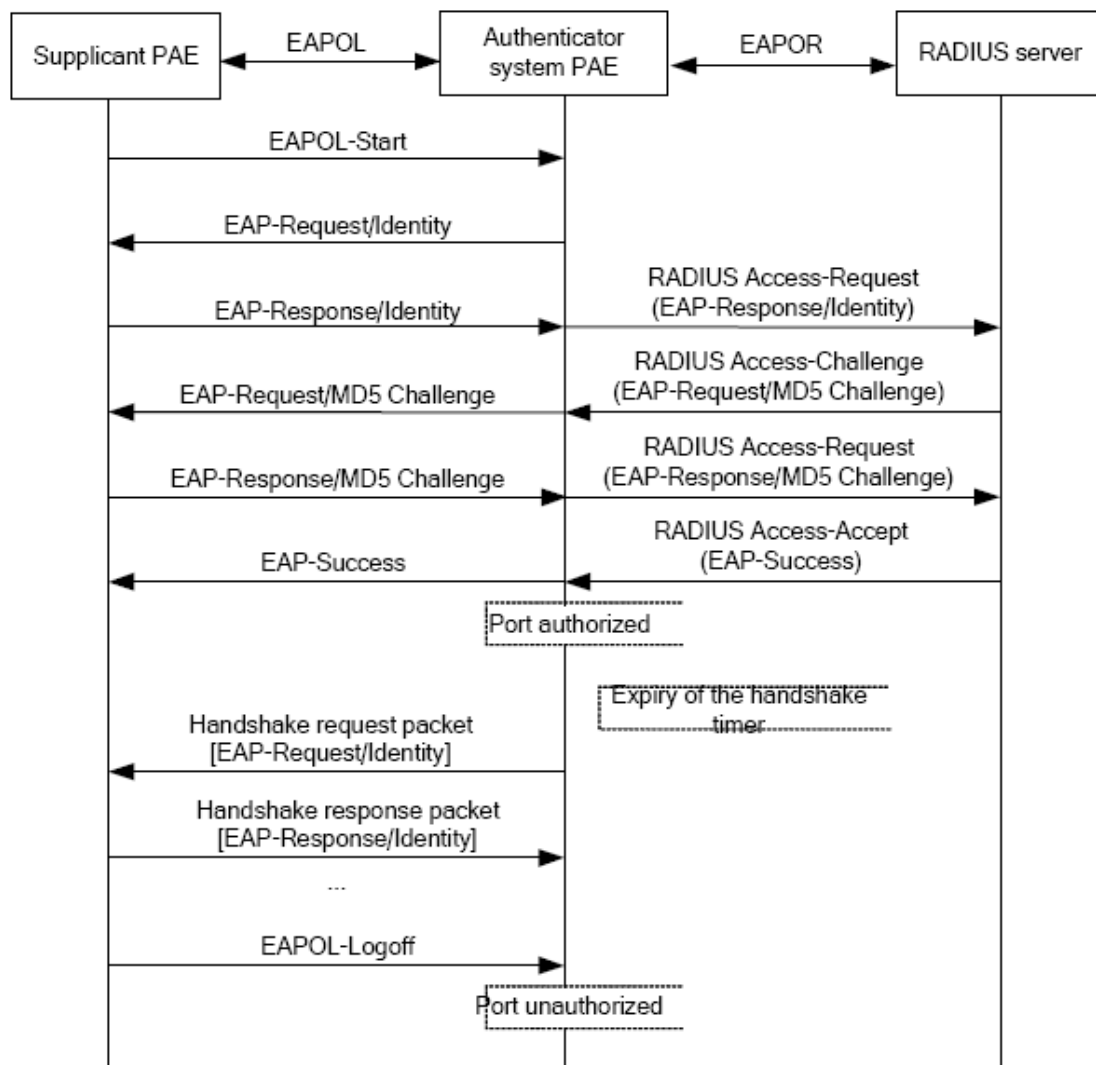 Supplicant PAE
EAPOL
Authenticator
system PAE
EAPOR
RADIUS server
EAPOL-Start
EAP-Request/Identity
EAP-Response/Identity
RADIUS Access-Request
(EAP-Response/Identity)
EAP-Request/MD5 Challenge
RADIUS Access-Challenge
(EAP-Request/MD5 Challenge)
EAP-Response/MD5 Challenge
RADIUS Access-Request
(EAP-Response/MD5 Challenge)
EAP-Success
RADIUS Access-Accept
(EAP-Success)
Port authorized
Expiry of the handshake
timer
Handshake request packet
[EAP-Request/Identity]
Handshake response packet
[EAP-Response/Identity]
...
EAPOL-Logoff
Port unauthorized